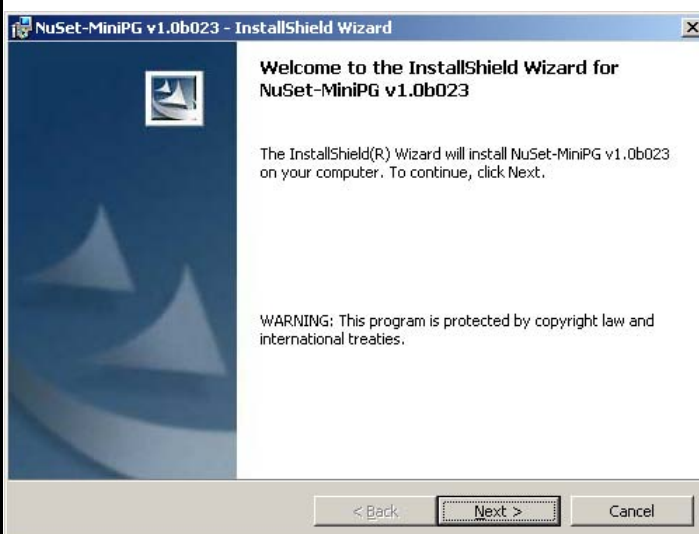 NuSet-MiniPG v1.0b023 - InstallShield Wizard
Welcome to the InstallShield Wizard for
NuSet-MiniPG v1.0b023
The InstallShield(R) Wizard will install NuSet-MiniPG v1.0b023
on your computer. To continue, click Next.
WARNING: This program is protected by copyright law and
international treaties.
< Back
Next >
Cancel